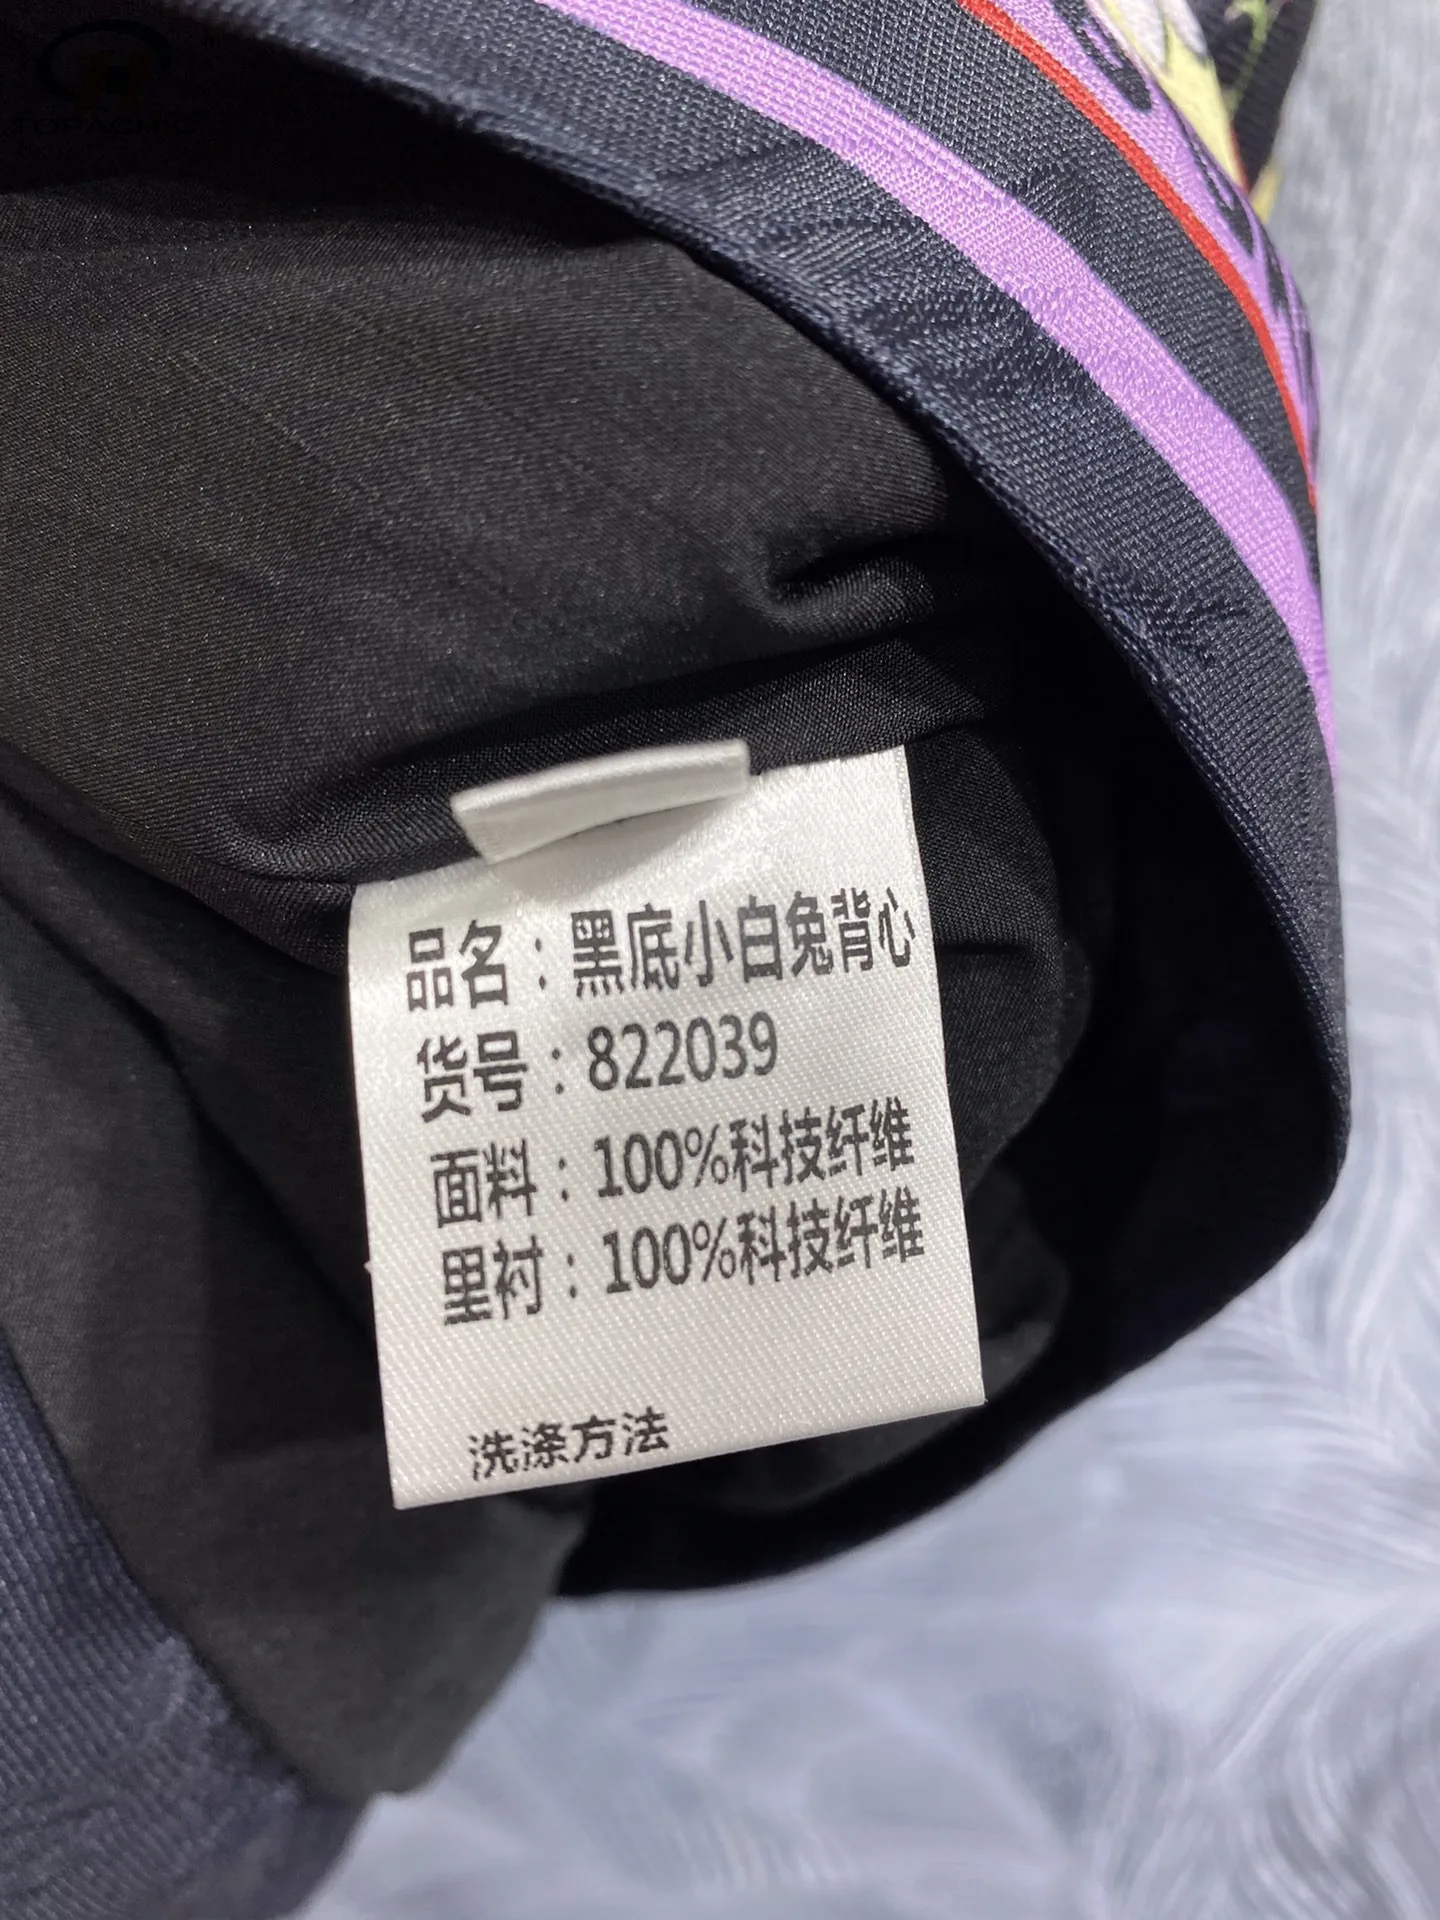 TOPACHIC
品名：黑底小白兔背心
货号：822039
面料：100%科技纤维
里衬：100%科技纤维
洗涤方法